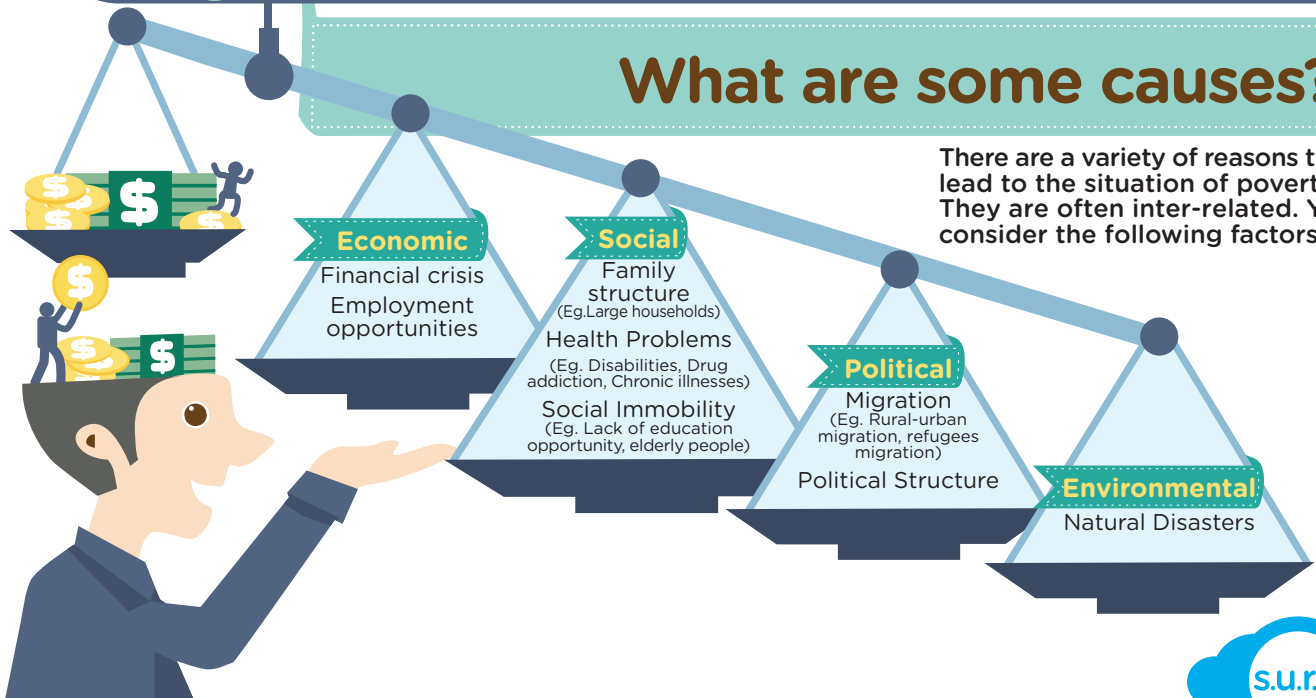 What are some causes?
There are a variety of reasons t
lead to the situation of povert
They are often inter-related. Y
consider the following factors
Economic
Financial crisis
Employment
opportunities
Social
Family
structure
(Eg.Large households)
Health Problems
(Eg. Disabilities, Drug
addiction, Chronic illnesses)
Social Immobility
(Eg. Lack of education
opportunity, elderly people)
Political
Migration
(Eg. Rural-urban
migration, refugees
migration)
Political Structure
Environmental
Natural Disasters
$
$
$
$
$
$
$
$
$
s.u.r.